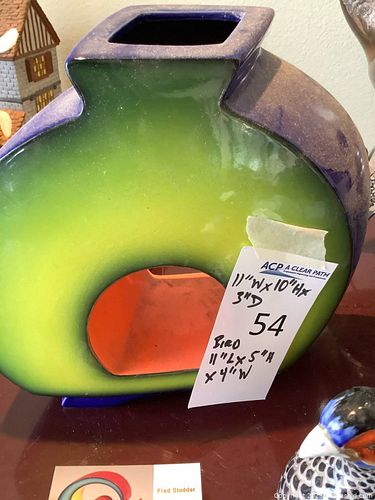 ACP A CLEAR PATH
11"W x 10"H x
3"D
54
BIRD
11"L x 5"H
x 4"W
Fred Stodder